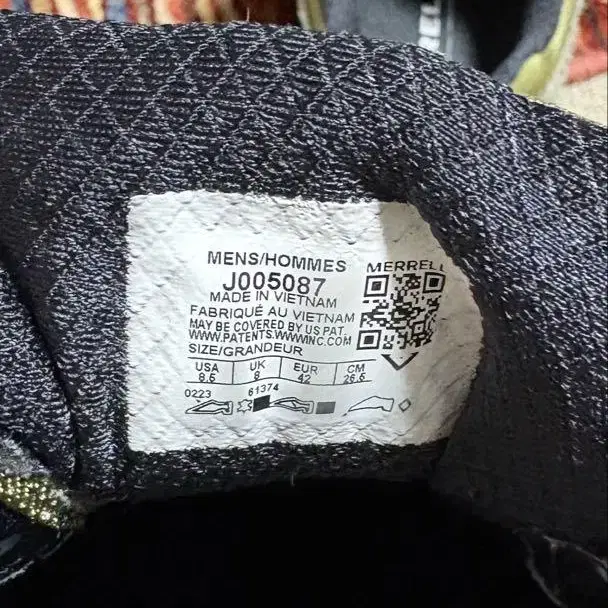 MENS/HOMMES
MERRELL
J005087
MADE IN VIETNAM
FABRIQUÉ AU VIETNAM
MAY BE COVERED BY US PAT.
WWW.PATENTS.WWWINC.COM
SIZE/GRANDEUR
USA UK EUR CM
8.5 8 42 26.5
0223 61374